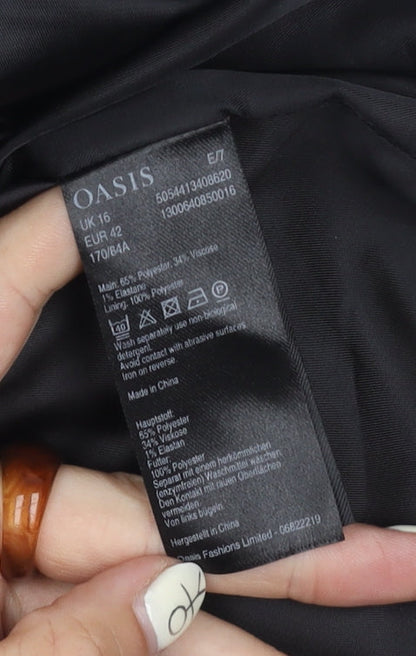 OASIS
E/7
UK 16
5054413408620
EUR 42
1300640850016
170/84A
Main: 65% Polyester, 34% Viscose
1% Elastane
Lining: 100% Polyester
40
Wash separately use non-biological
detergent.
Avoid contact with abrasive surfaces
Iron on reverse
Made in China
Hauptstoff:
65% Polyester
34% Viskose
1% Elastan
Futter:
100% Polyester
Separat mit einem herkömmlichen
(enzymfreien) Waschmittel waschen
Den Kontakt mit rauen Oberflächen
vermeiden
Von links bügeln.
Hergestellt in China
Oasis Fashions Limited - 06822219
OK